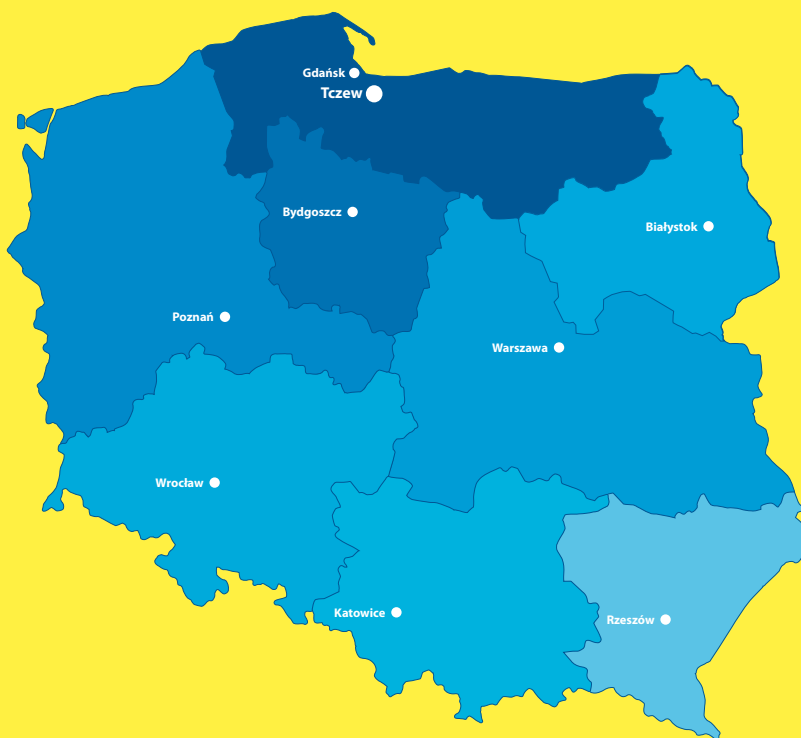 Gdańsk
Tczew
Bydgoszcz
Białystok
Poznań
Warszawa
Wrocław
Katowice
Rzeszów